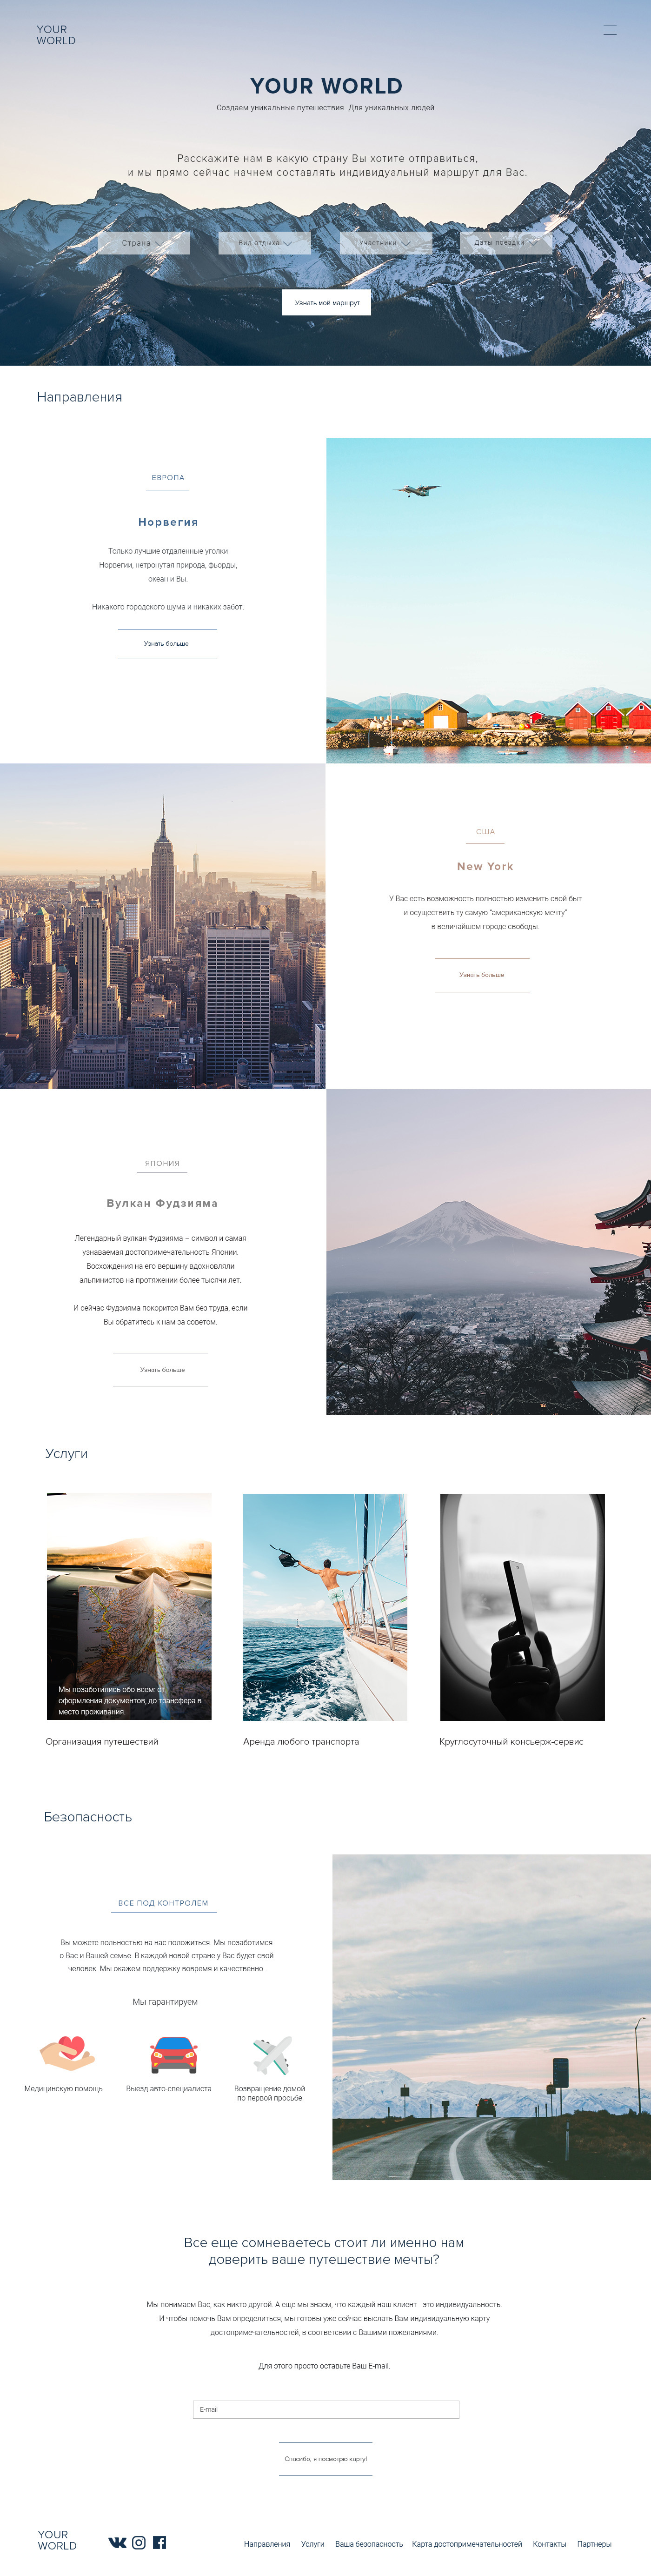 YOUR
WORLD
YOUR WORLD
Создаем уникальные путешествия. Для уникальных людей.
Расскажите нам в какую страну Вы хотите отправиться,
и мы прямо сейчас начнем составлять индивидуальный маршрут для Вас.
Страна
Вид отдыха
Участники
Даты поездки
Узнать мой маршрут
Направления
ЕВРОПА
Норвегия
Только лучшие отдаленные уголки
Норвегии, нетронутая природа, фьорды,
океан и Вы.
Никакого городского шума и никаких забот.
Узнать больше
США
New York
У Вас есть возможность полностью изменить свой быт
и осуществить ту самую "американскую мечту"
в величайшем городе свободы.
Узнать больше
ЯПОНИЯ
Вулкан Фудзияма
Легендарный вулкан Фудзияма – символ и самая
узнаваемая достопримечательность Японии.
Восхождения на его вершину вдохновляли
альпинистов на протяжении более тысячи лет.
И сейчас Фудзияма покорится Вам без труда, если
Вы обратитесь к нам за советом.
Узнать больше
Услуги
Мы позаботились обо всем: от
оформления документов, до трансфера в
место проживания.
Организация путешествий
Аренда любого транспорта
Круглосуточный консьерж-сервис
Безопасность
ВСЕ ПОД КОНТРОЛЕМ
Вы можете польностью на нас положиться. Мы позаботимся
о Вас и Вашей семье. В каждой новой стране у Вас будет свой
человек. Мы окажем поддержку вовремя и качественно.
Мы гарантируем
Медицинскую помощь
Выезд авто-специалиста
Возвращение домой
по первой просьбе
Все еще сомневаетесь стоит ли именно нам
доверить ваше путешествие мечты?
Мы понимаем Вас, как никто другой. А еще мы знаем, что каждый наш клиент - это индивидуальность.
И чтобы помочь Вам определиться, мы готовы уже сейчас выслать Вам индивидуальную карту
достопримечательностей, в соответсвии с Вашими пожеланиями.
Для этого просто оставьте Ваш E-mail.
E-mail
Спасибо, я посмотрю карту!
YOUR
WORLD
Направления
Услуги
Ваша безопасность
Карта достопримечательностей
Контакты
Партнеры